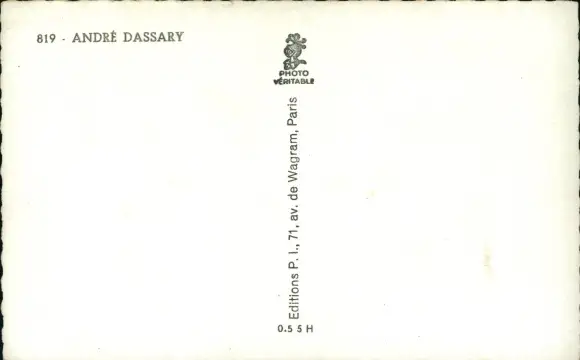 819 - ANDRÉ DASSARY
PHOTO
VÉRITABLE
Editions P. I., 71, av. de Wagram, Paris
0.5 5 H